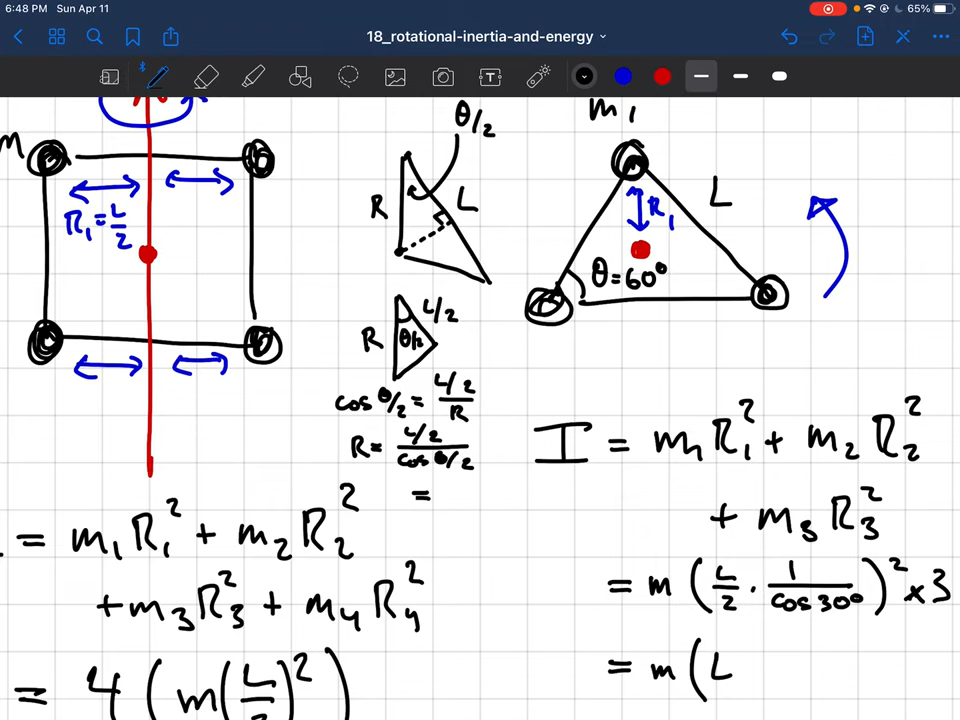 6:48 PM Sun Apr 11
65%
18_rotational-inertia-and-energy
T
m
R₁ = L/2
θ/2
R
L
R
L/2
θ/2
cos θ/2 = (L/2)/R
R = (L/2)/(cos θ/2)
=
m₁
L
R₁
θ = 60°
I = m₁R₁² + m₂R₂²
+ m₃R₃²
= m (L/2 · 1/cos30°)² × 3
= m (L
= m₁R₁² + m₂R₂²
+ m₃R₃² + m₄R₄²
= 4 ( m(L/2)² )